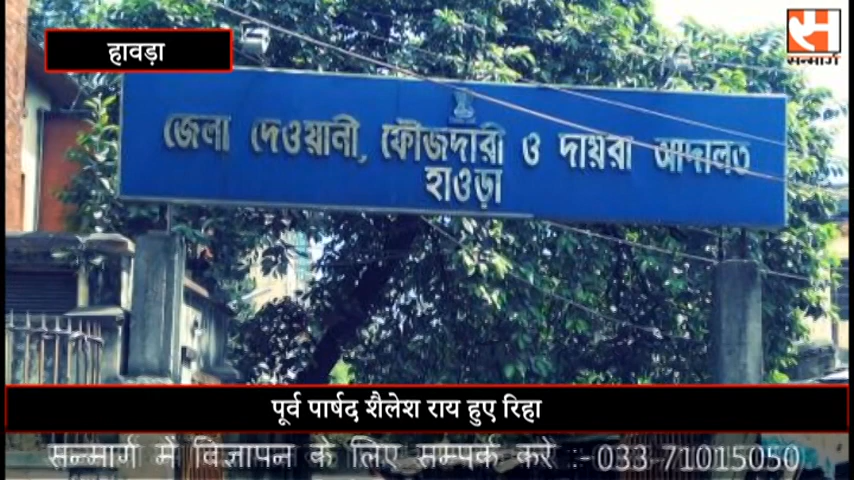 हावड़ा
सन्मार्ग
জেলা দেওয়ানী, ফৌজদারী ও দায়রা আদালত
হাওড়া
पूर्व पार्षद शैलेश राय हुए रिहा
सन्मार्ग में विज्ञापन के लिए सम्पर्क करें :-033-71015050